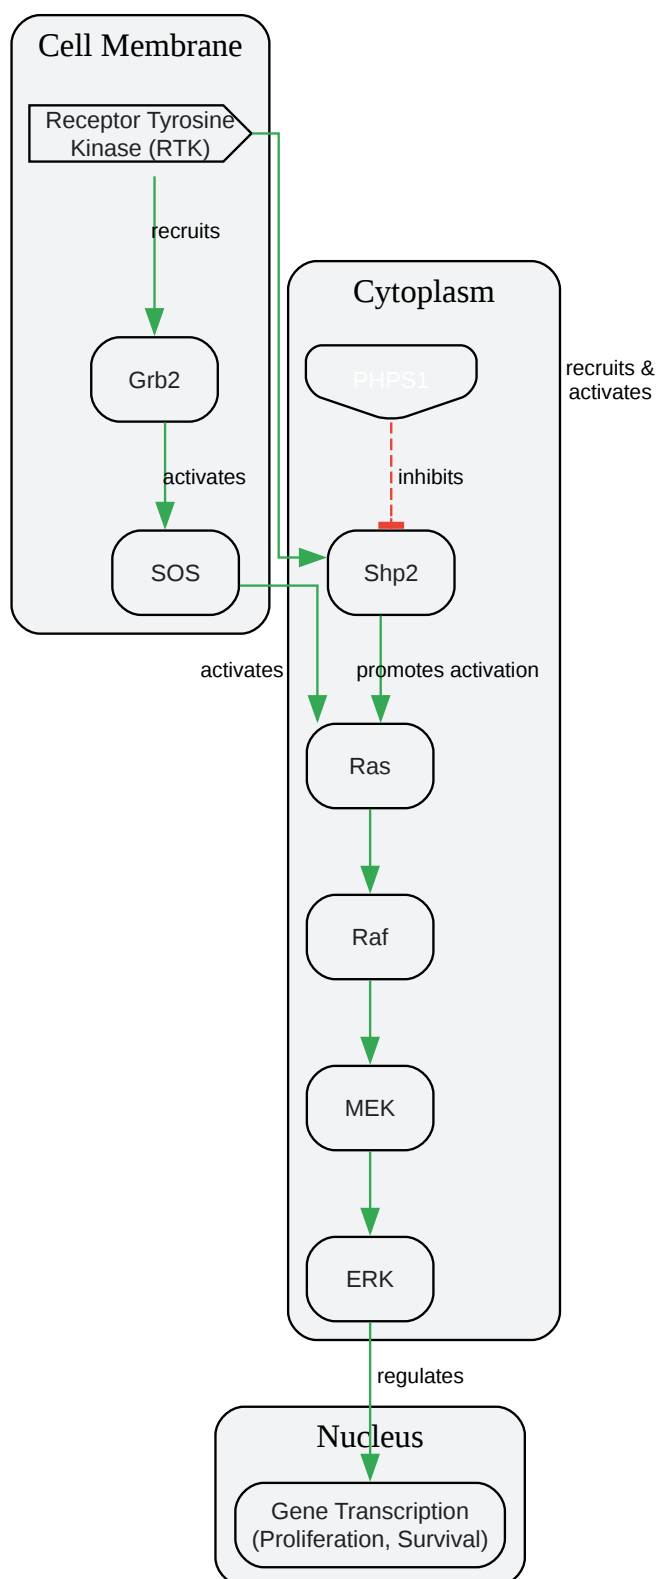 Cell Membrane
Receptor Tyrosine
Kinase (RTK)
recruits
Cytoplasm
PHPS1
recruits &
activates
Grb2
inhibits
activates
SOS
Shp2
activates
promotes activation
Ras
Raf
MEK
ERK
regulates
Nucleus
Gene Transcription
(Proliferation, Survival)